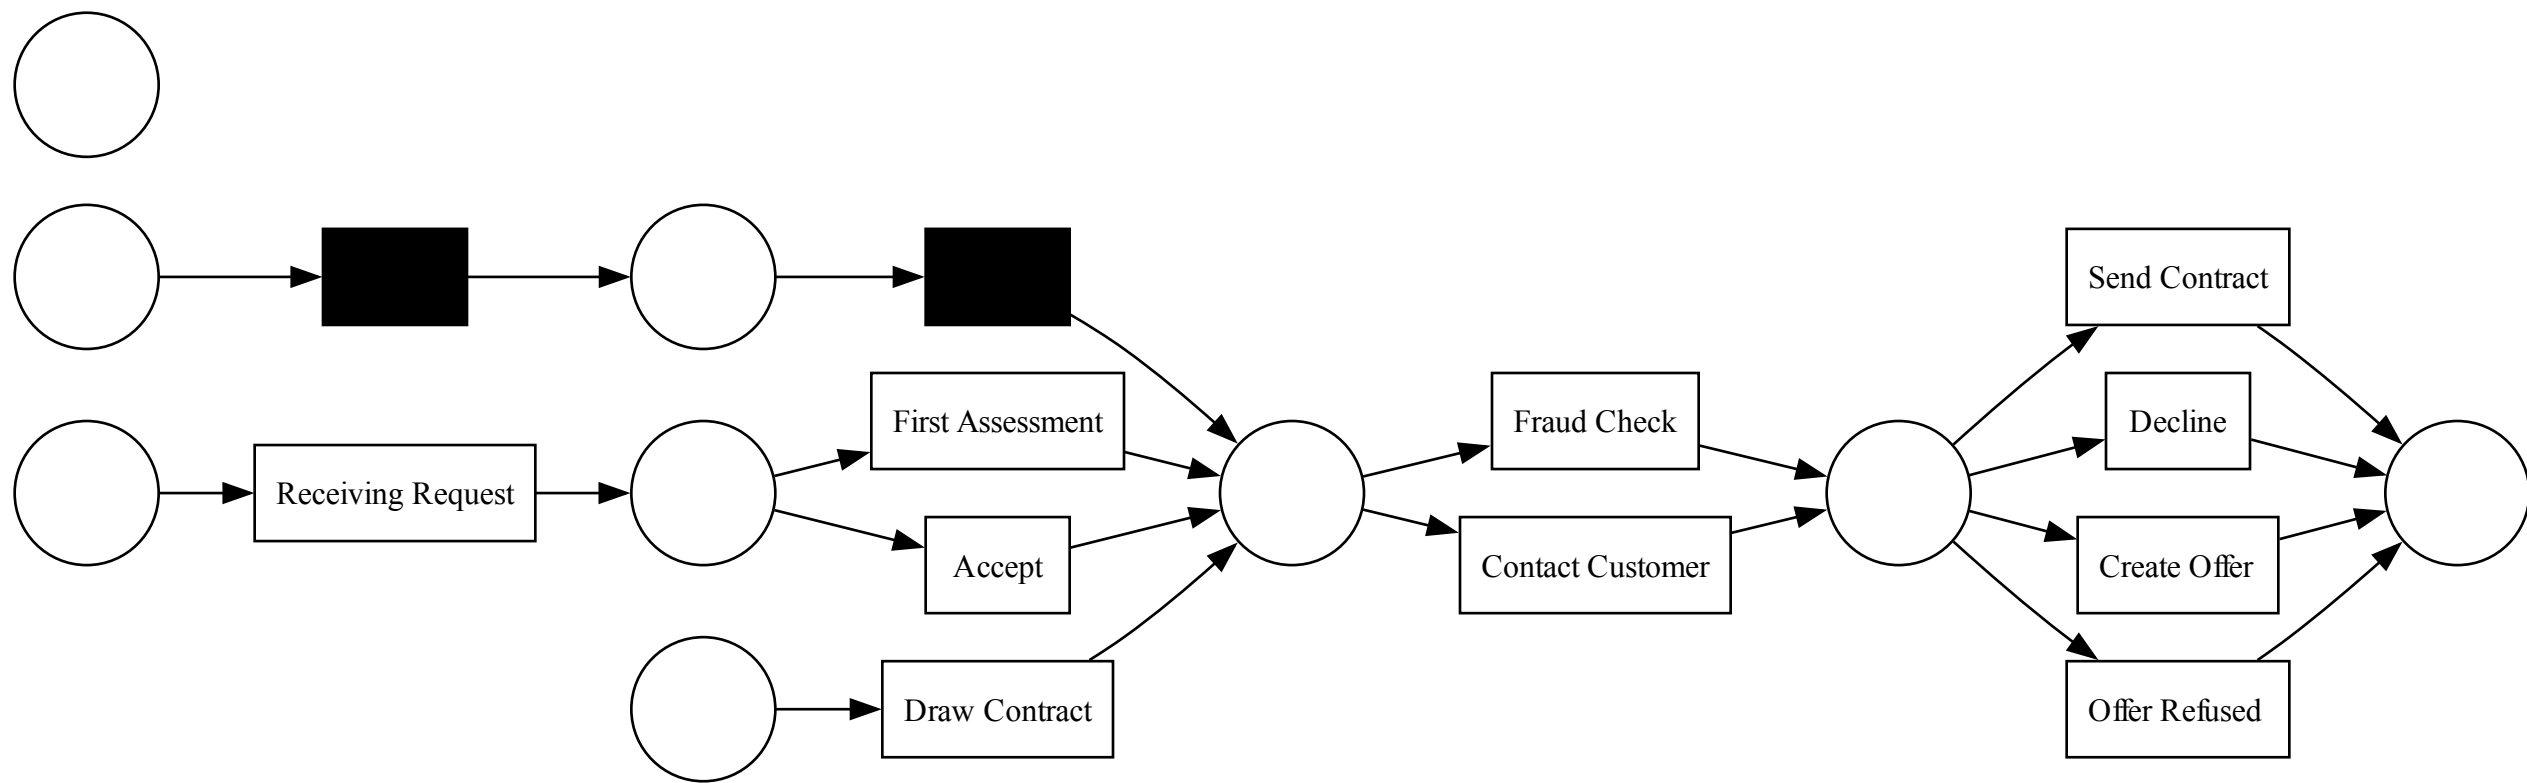 Send Contract
First Assessment
Fraud Check
Decline
Receiving Request
Accept
Contact Customer
Create Offer
Draw Contract
Offer Refused